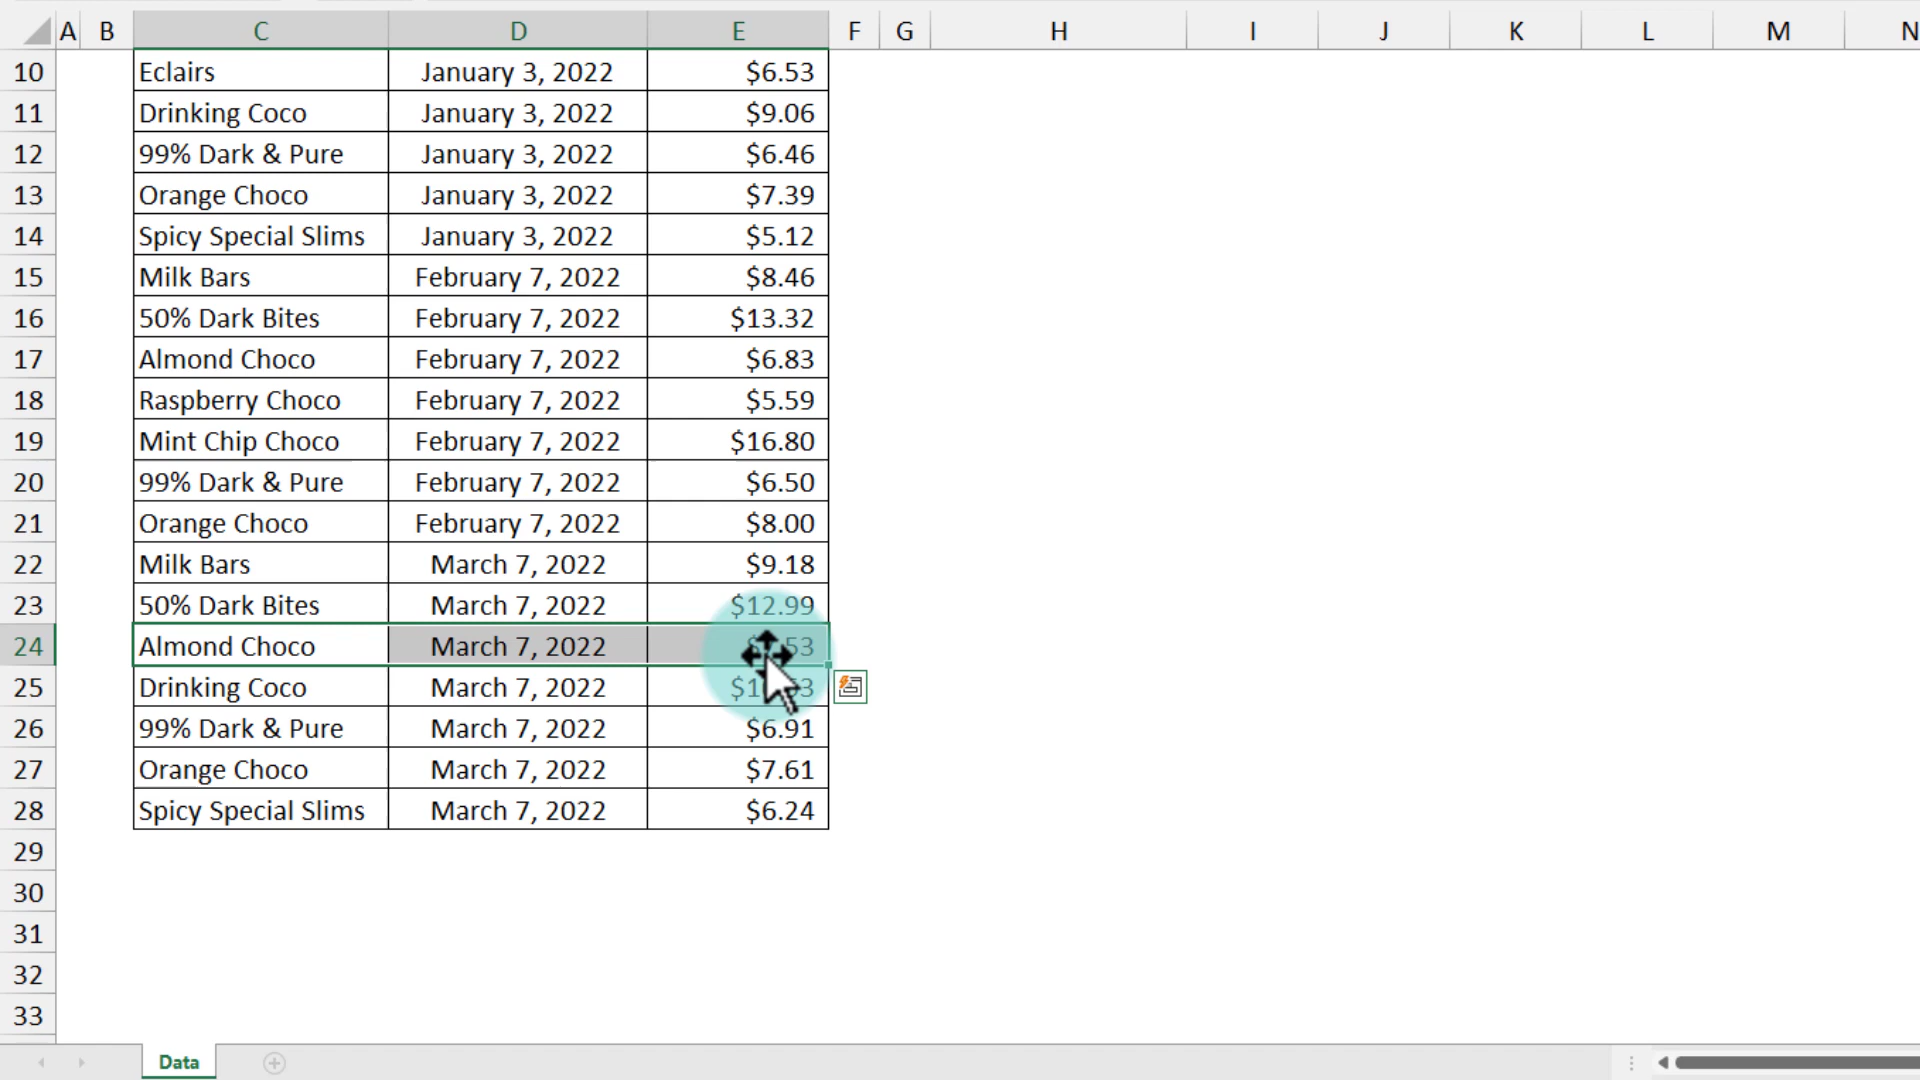 A B C D E F G H I J K L M N
10 Eclairs January 3, 2022 $6.53
11 Drinking Coco January 3, 2022 $9.06
12 99% Dark & Pure January 3, 2022 $6.46
13 Orange Choco January 3, 2022 $7.39
14 Spicy Special Slims January 3, 2022 $5.12
15 Milk Bars February 7, 2022 $8.46
16 50% Dark Bites February 7, 2022 $13.32
17 Almond Choco February 7, 2022 $6.83
18 Raspberry Choco February 7, 2022 $5.59
19 Mint Chip Choco February 7, 2022 $16.80
20 99% Dark & Pure February 7, 2022 $6.50
21 Orange Choco February 7, 2022 $8.00
22 Milk Bars March 7, 2022 $9.18
23 50% Dark Bites March 7, 2022 $12.99
24 Almond Choco March 7, 2022
25 Drinking Coco March 7, 2022
26 99% Dark & Pure March 7, 2022 $6.91
27 Orange Choco March 7, 2022 $7.61
28 Spicy Special Slims March 7, 2022 $6.24
29
30
31
32
33
Data